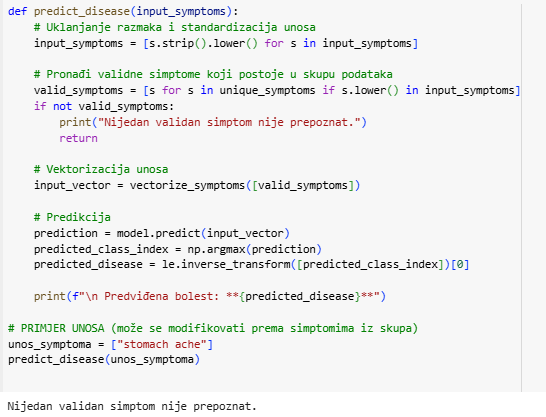 def predict_disease(input_symptoms):
    # Uklanjanje razmaka i standardizacija unosa
    input_symptoms = [s.strip().lower() for s in input_symptoms]

    # Pronađi validne simptome koji postoje u skupu podataka
    valid_symptoms = [s for s in unique_symptoms if s.lower() in input_symptoms]
    if not valid_symptoms:
        print("Nijedan validan simptom nije prepoznat.")
        return

    # Vektorizacija unosa
    input_vector = vectorize_symptoms([valid_symptoms])

    # Predikcija
    prediction = model.predict(input_vector)
    predicted_class_index = np.argmax(prediction)
    predicted_disease = le.inverse_transform([predicted_class_index])[0]

    print(f"\n Predviđena bolest: **{predicted_disease}**")

# PRIMJER UNOSA (može se modifikovati prema simptomima iz skupa)
unos_symptoma = ["stomach ache"]
predict_disease(unos_symptoma)

Nijedan validan simptom nije prepoznat.